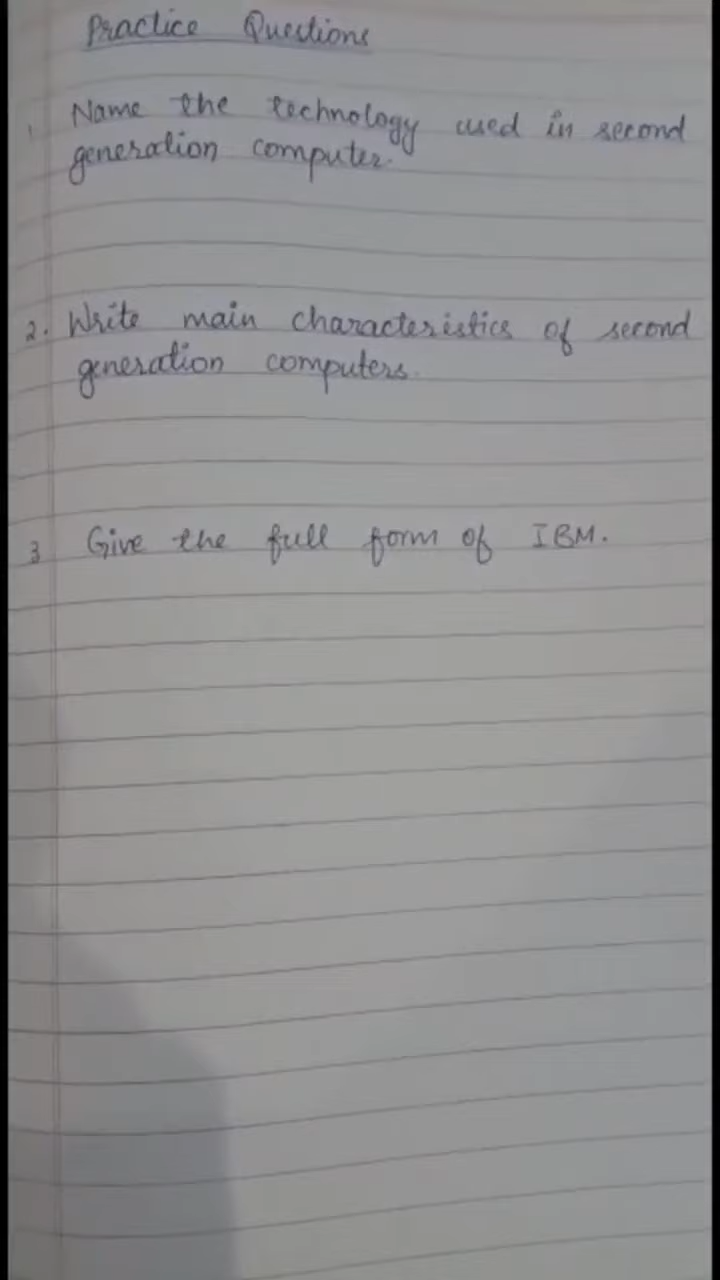 Practice Questions
1 Name the technology used in second
generation computer.
2. Write main characteristics of second
generation computers.
3 Give the full form of IBM.